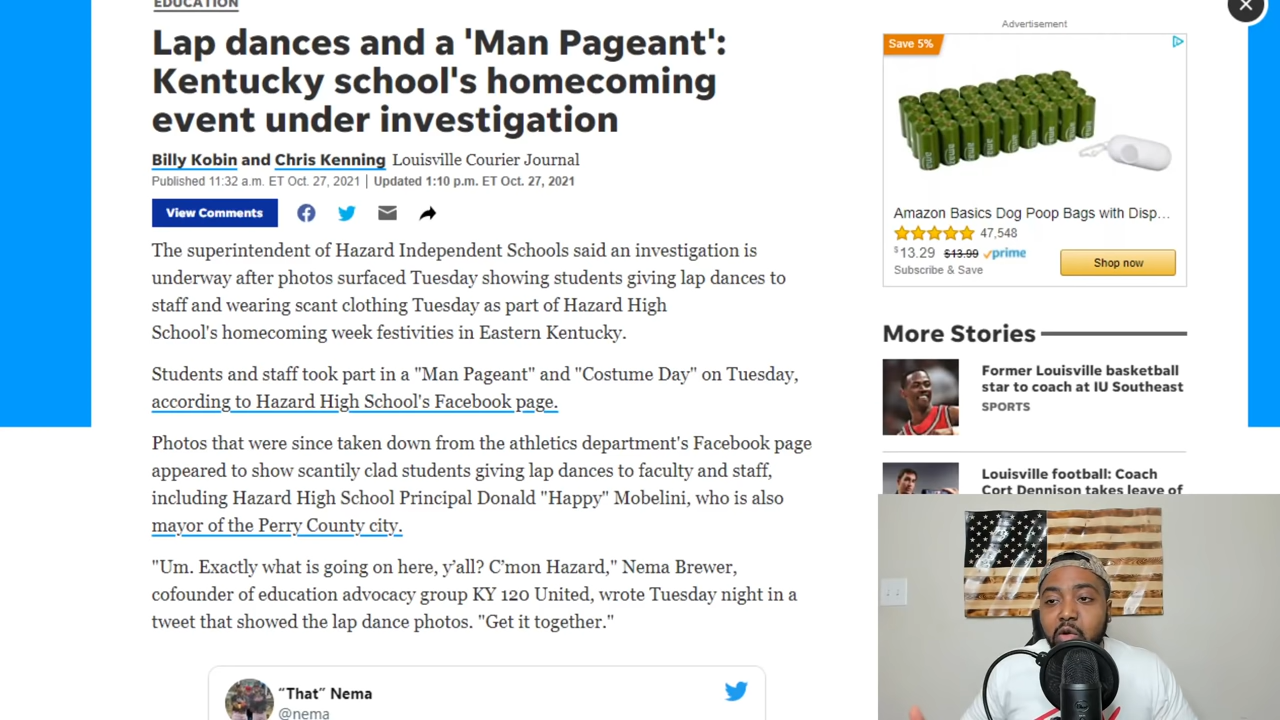 EDUCATION
Lap dances and a 'Man Pageant':
Kentucky school's homecoming
event under investigation
Billy Kobin and Chris Kenning Louisville Courier Journal
Published 11:32 a.m. ET Oct. 27, 2021 | Updated 1:10 p.m. ET Oct. 27, 2021
View Comments
The superintendent of Hazard Independent Schools said an investigation is
underway after photos surfaced Tuesday showing students giving lap dances to
staff and wearing scant clothing Tuesday as part of Hazard High
School's homecoming week festivities in Eastern Kentucky.
Students and staff took part in a "Man Pageant" and "Costume Day" on Tuesday,
according to Hazard High School's Facebook page.
Photos that were since taken down from the athletics department's Facebook page
appeared to show scantily clad students giving lap dances to faculty and staff,
including Hazard High School Principal Donald "Happy" Mobelini, who is also
mayor of the Perry County city.
"Um. Exactly what is going on here, y'all? C'mon Hazard," Nema Brewer,
cofounder of education advocacy group KY 120 United, wrote Tuesday night in a
tweet that showed the lap dance photos. "Get it together."
"That" Nema
@nema
Advertisement
Save 5%
Amazon Basics Dog Poop Bags with Disp...
47,548
$13.29 $13.99 prime
Subscribe & Save
Shop now
More Stories
Former Louisville basketball
star to coach at IU Southeast
SPORTS
Louisville football: Coach
Cort Dennison takes leave of